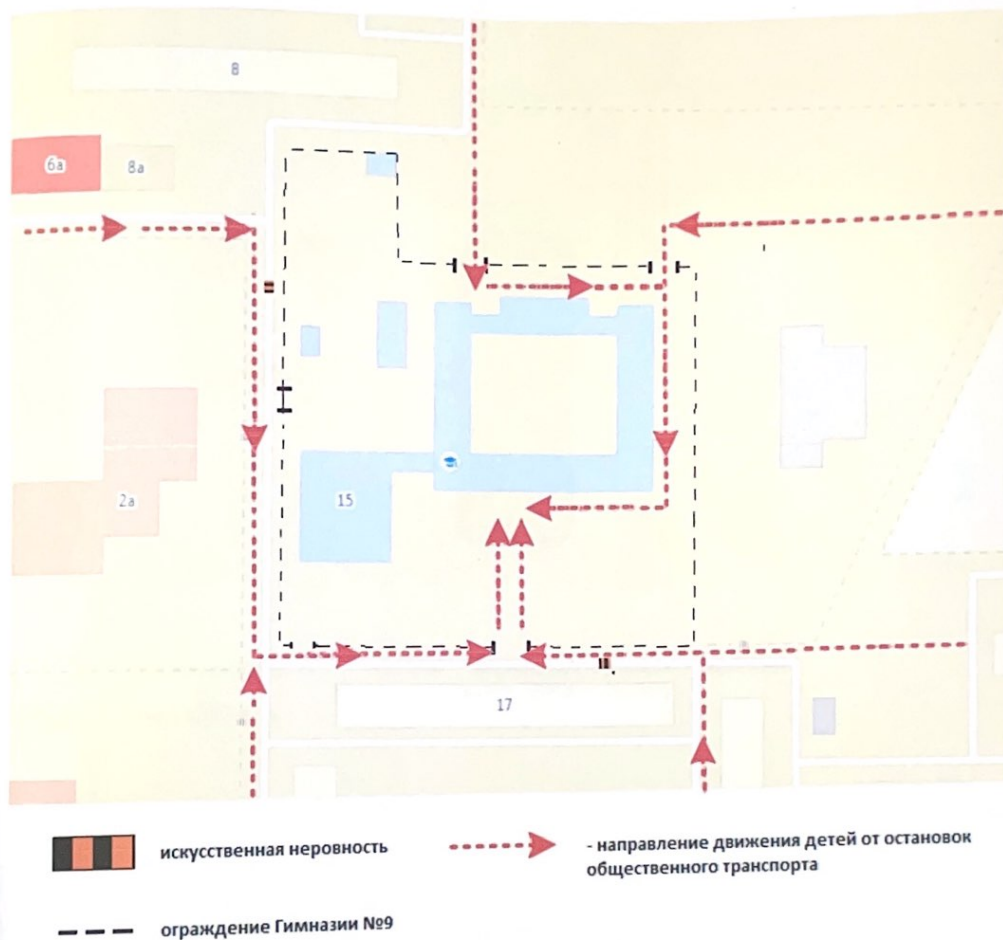 8
6а
8а
2а
15
17
искусственная неровность
- направление движения детей от остановок
общественного транспорта
ограждение Гимназии №9